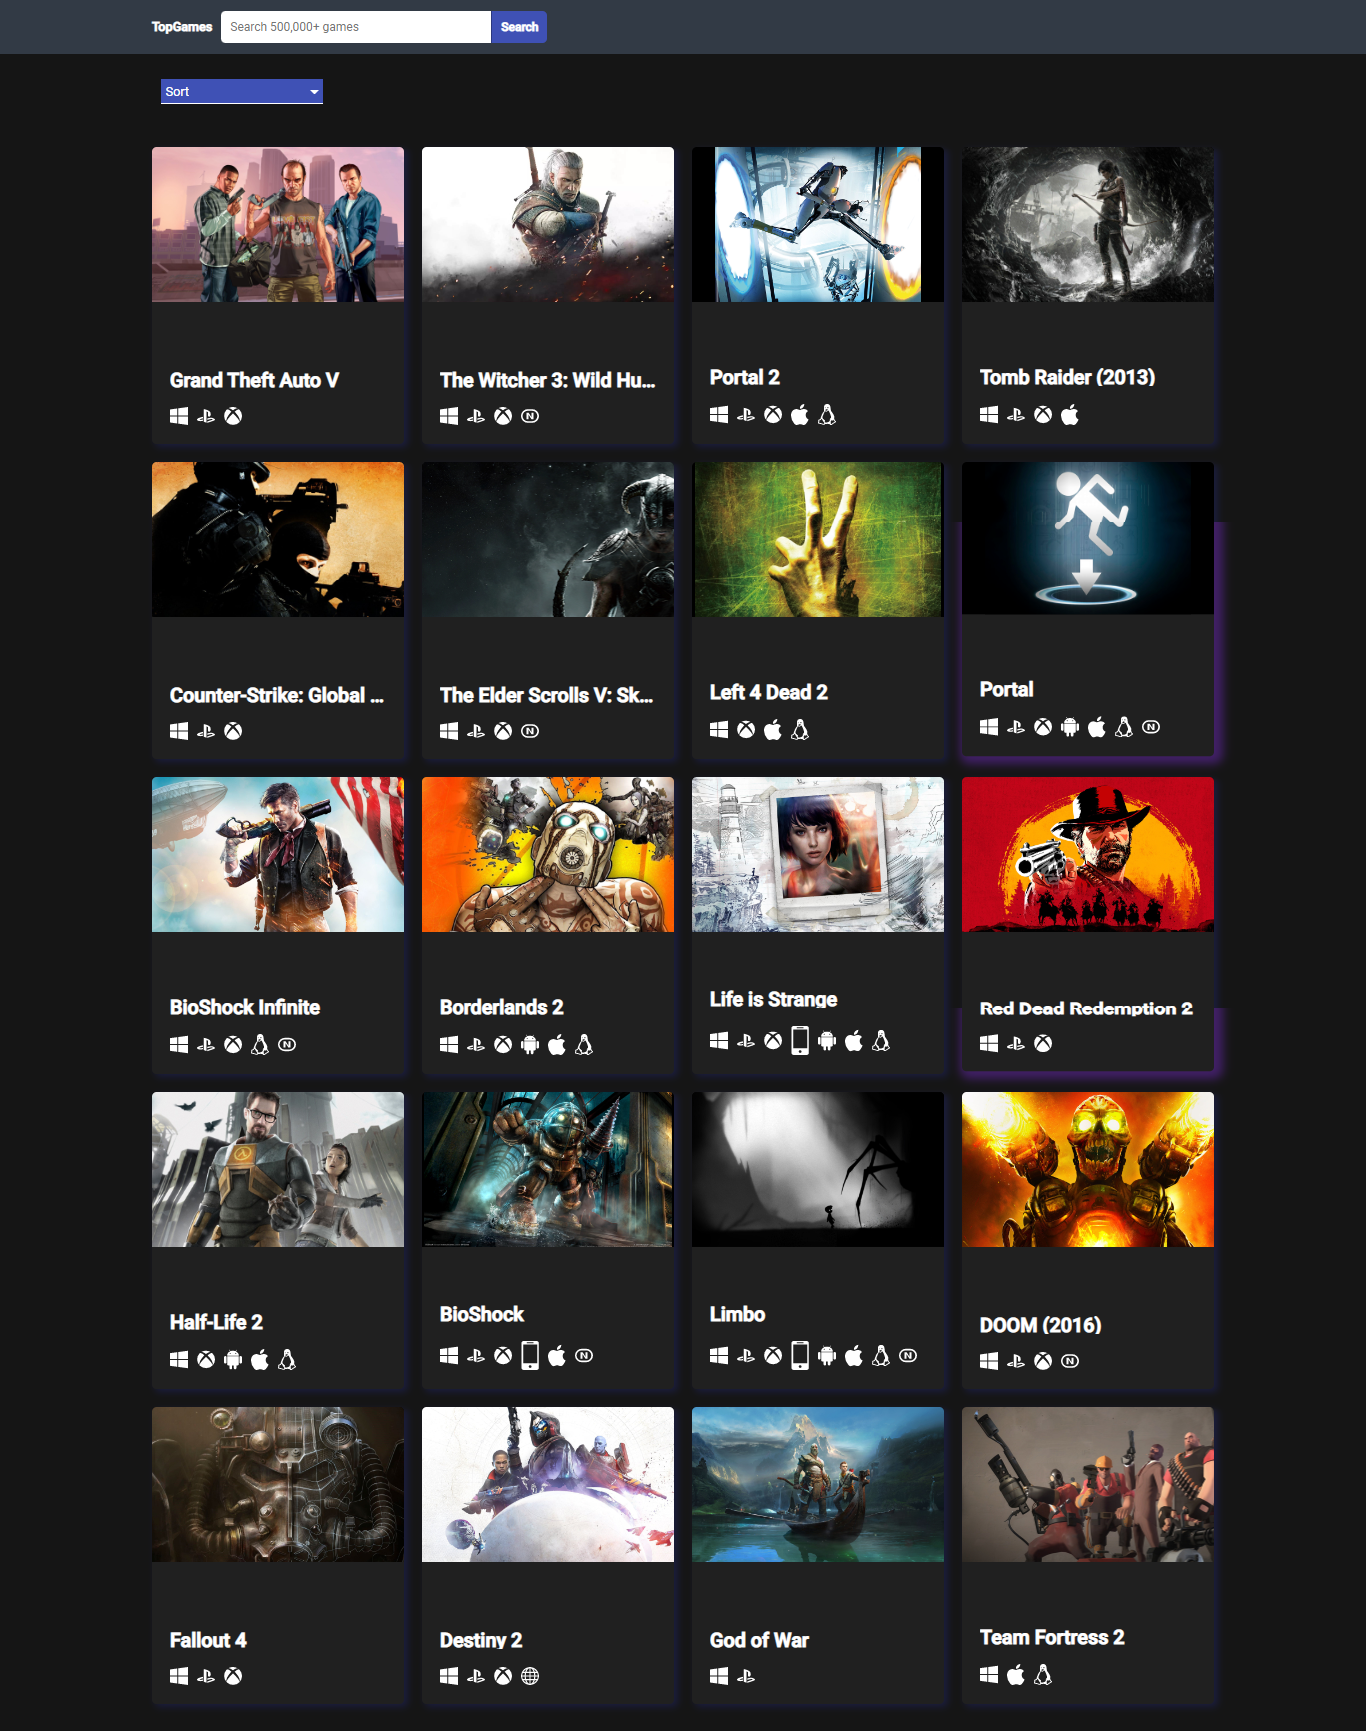 TopGames
Search 500,000+ games
Search
Sort
Grand Theft Auto V
The Witcher 3: Wild Hu...
Portal 2
Tomb Raider (2013)
Counter-Strike: Global ...
The Elder Scrolls V: Sk...
Left 4 Dead 2
Portal
BioShock Infinite
Borderlands 2
Life is Strange
Red Dead Redemption 2
Half-Life 2
BioShock
Limbo
DOOM (2016)
Fallout 4
Destiny 2
God of War
Team Fortress 2